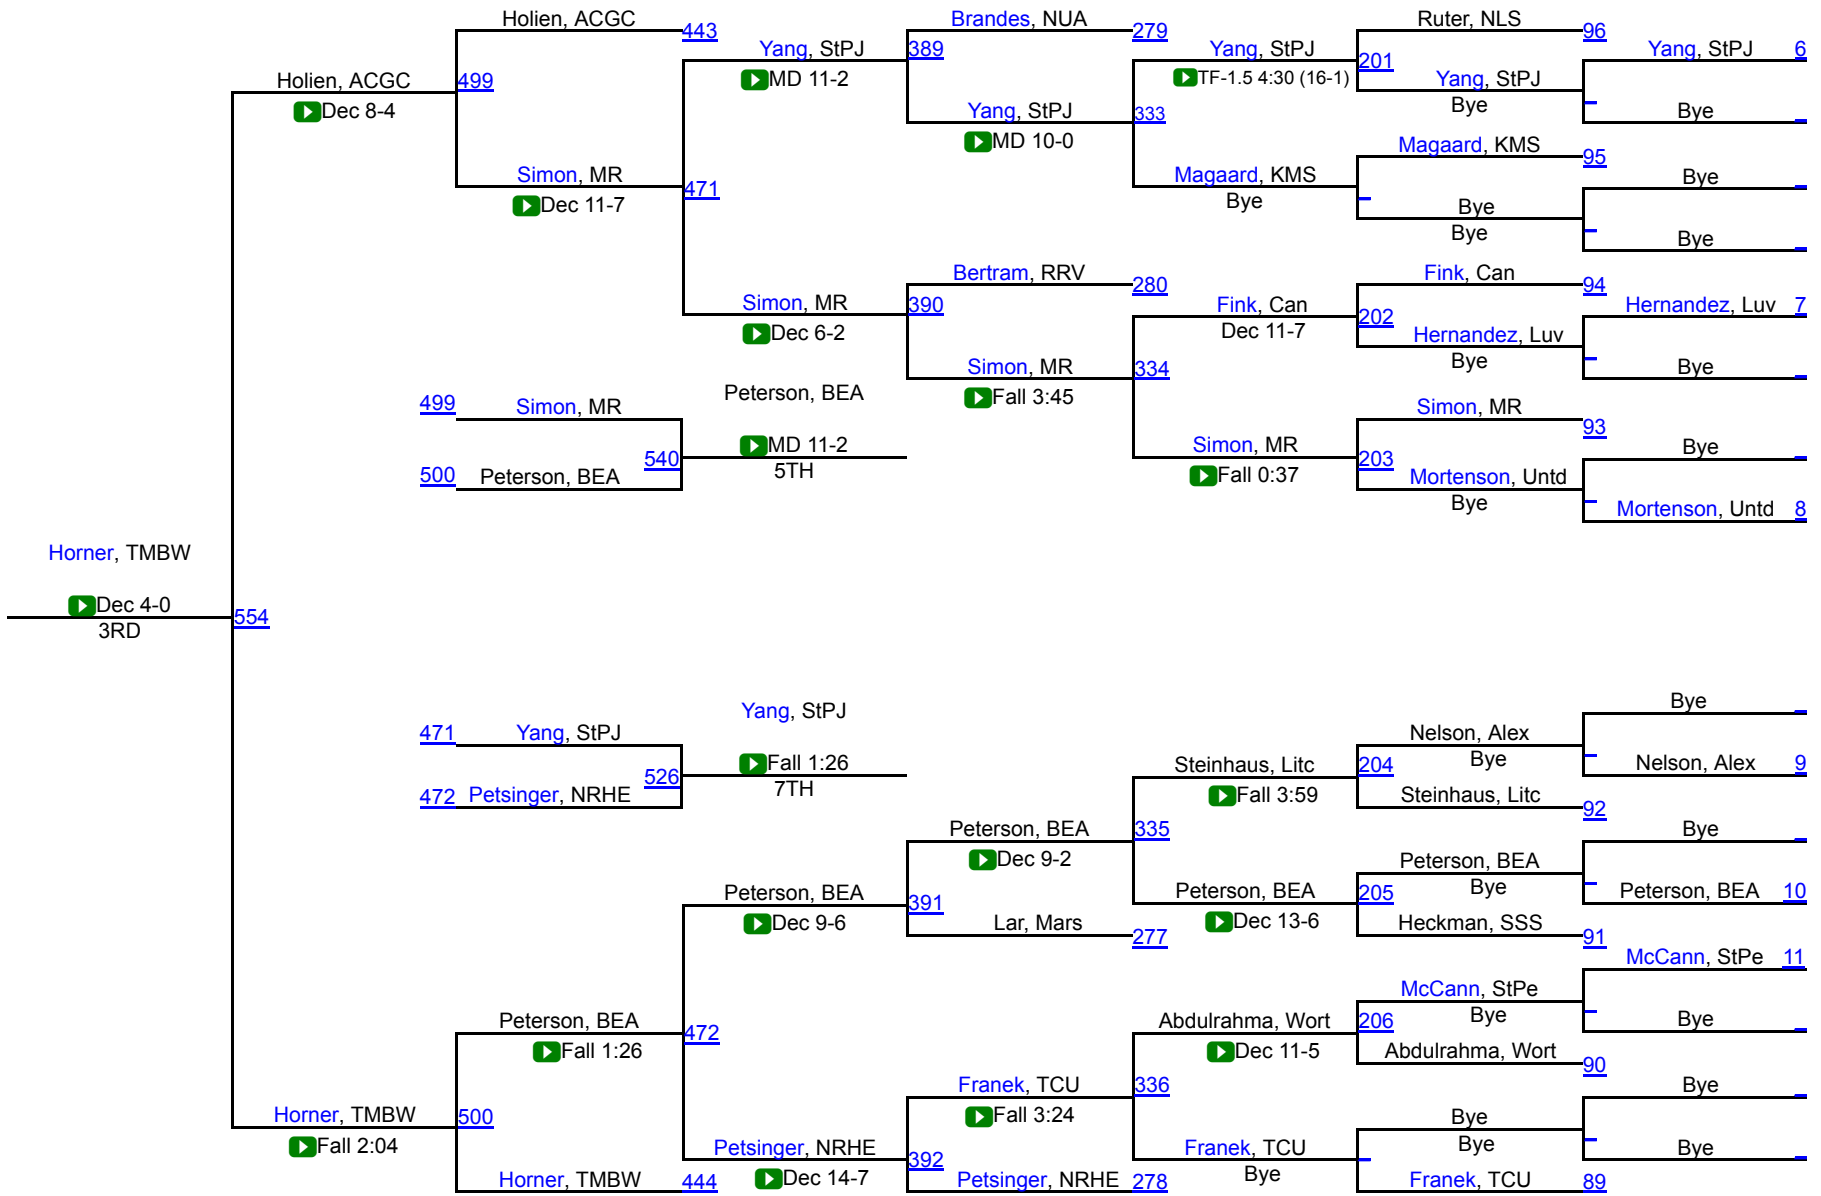 Holien, ACGC
443
Brandes, NUA
279
Ruter, NLS
96
Yang, StPJ
389
Yang, StPJ
Yang, StPJ 6
MD 11-2
TF-1.5 4:30 (16-1)
201
Holien, ACGC
499
Yang, StPJ
Bye
Dec 8-4
Yang, StPJ
333
Bye
MD 10-0
Magaard, KMS
95
Simon, MR
471
Magaard, KMS
Bye
Dec 11-7
Bye
Bye
Bye
Bye
Bertram, RRV
280
Fink, Can
94
Simon, MR
390
Fink, Can
202
Hernandez, Luv 7
Dec 6-2
Dec 11-7
Hernandez, Luv
Simon, MR
334
Bye
Bye
Peterson, BEA
Fall 3:45
499
Simon, MR
Simon, MR
93
MD 11-2
Simon, MR
Bye
540
5TH
203
500
Peterson, BEA
Fall 0:37
Mortenson, Untd
Bye
Mortenson, Untd 8
Horner, TMBW
Dec 4-0
554
3RD
Bye
Yang, StPJ
471
Yang, StPJ
Nelson, Alex
Fall 1:26
Steinhaus, Litc
204
Bye
Nelson, Alex 9
526
7TH
472
Petsinger, NRHE
Fall 3:59
Steinhaus, Litc
92
Peterson, BEA
335
Bye
Dec 9-2
Peterson, BEA
Peterson, BEA
391
Peterson, BEA
205
Bye
Peterson, BEA 10
Dec 9-6
Lar, Mars
277
Dec 13-6
Heckman, SSS
91
McCann, StPe 11
McCann, StPe
Peterson, BEA
472
Abdulrahma, Wort
206
Bye
Bye
Fall 1:26
Dec 11-5
Abdulrahma, Wort
90
Franek, TCU
336
Bye
Horner, TMBW
500
Fall 3:24
Bye
Fall 2:04
Petsinger, NRHE
392
Franek, TCU
Bye
Bye
Horner, TMBW
444
Dec 14-7
Petsinger, NRHE
278
Bye
Franek, TCU
89